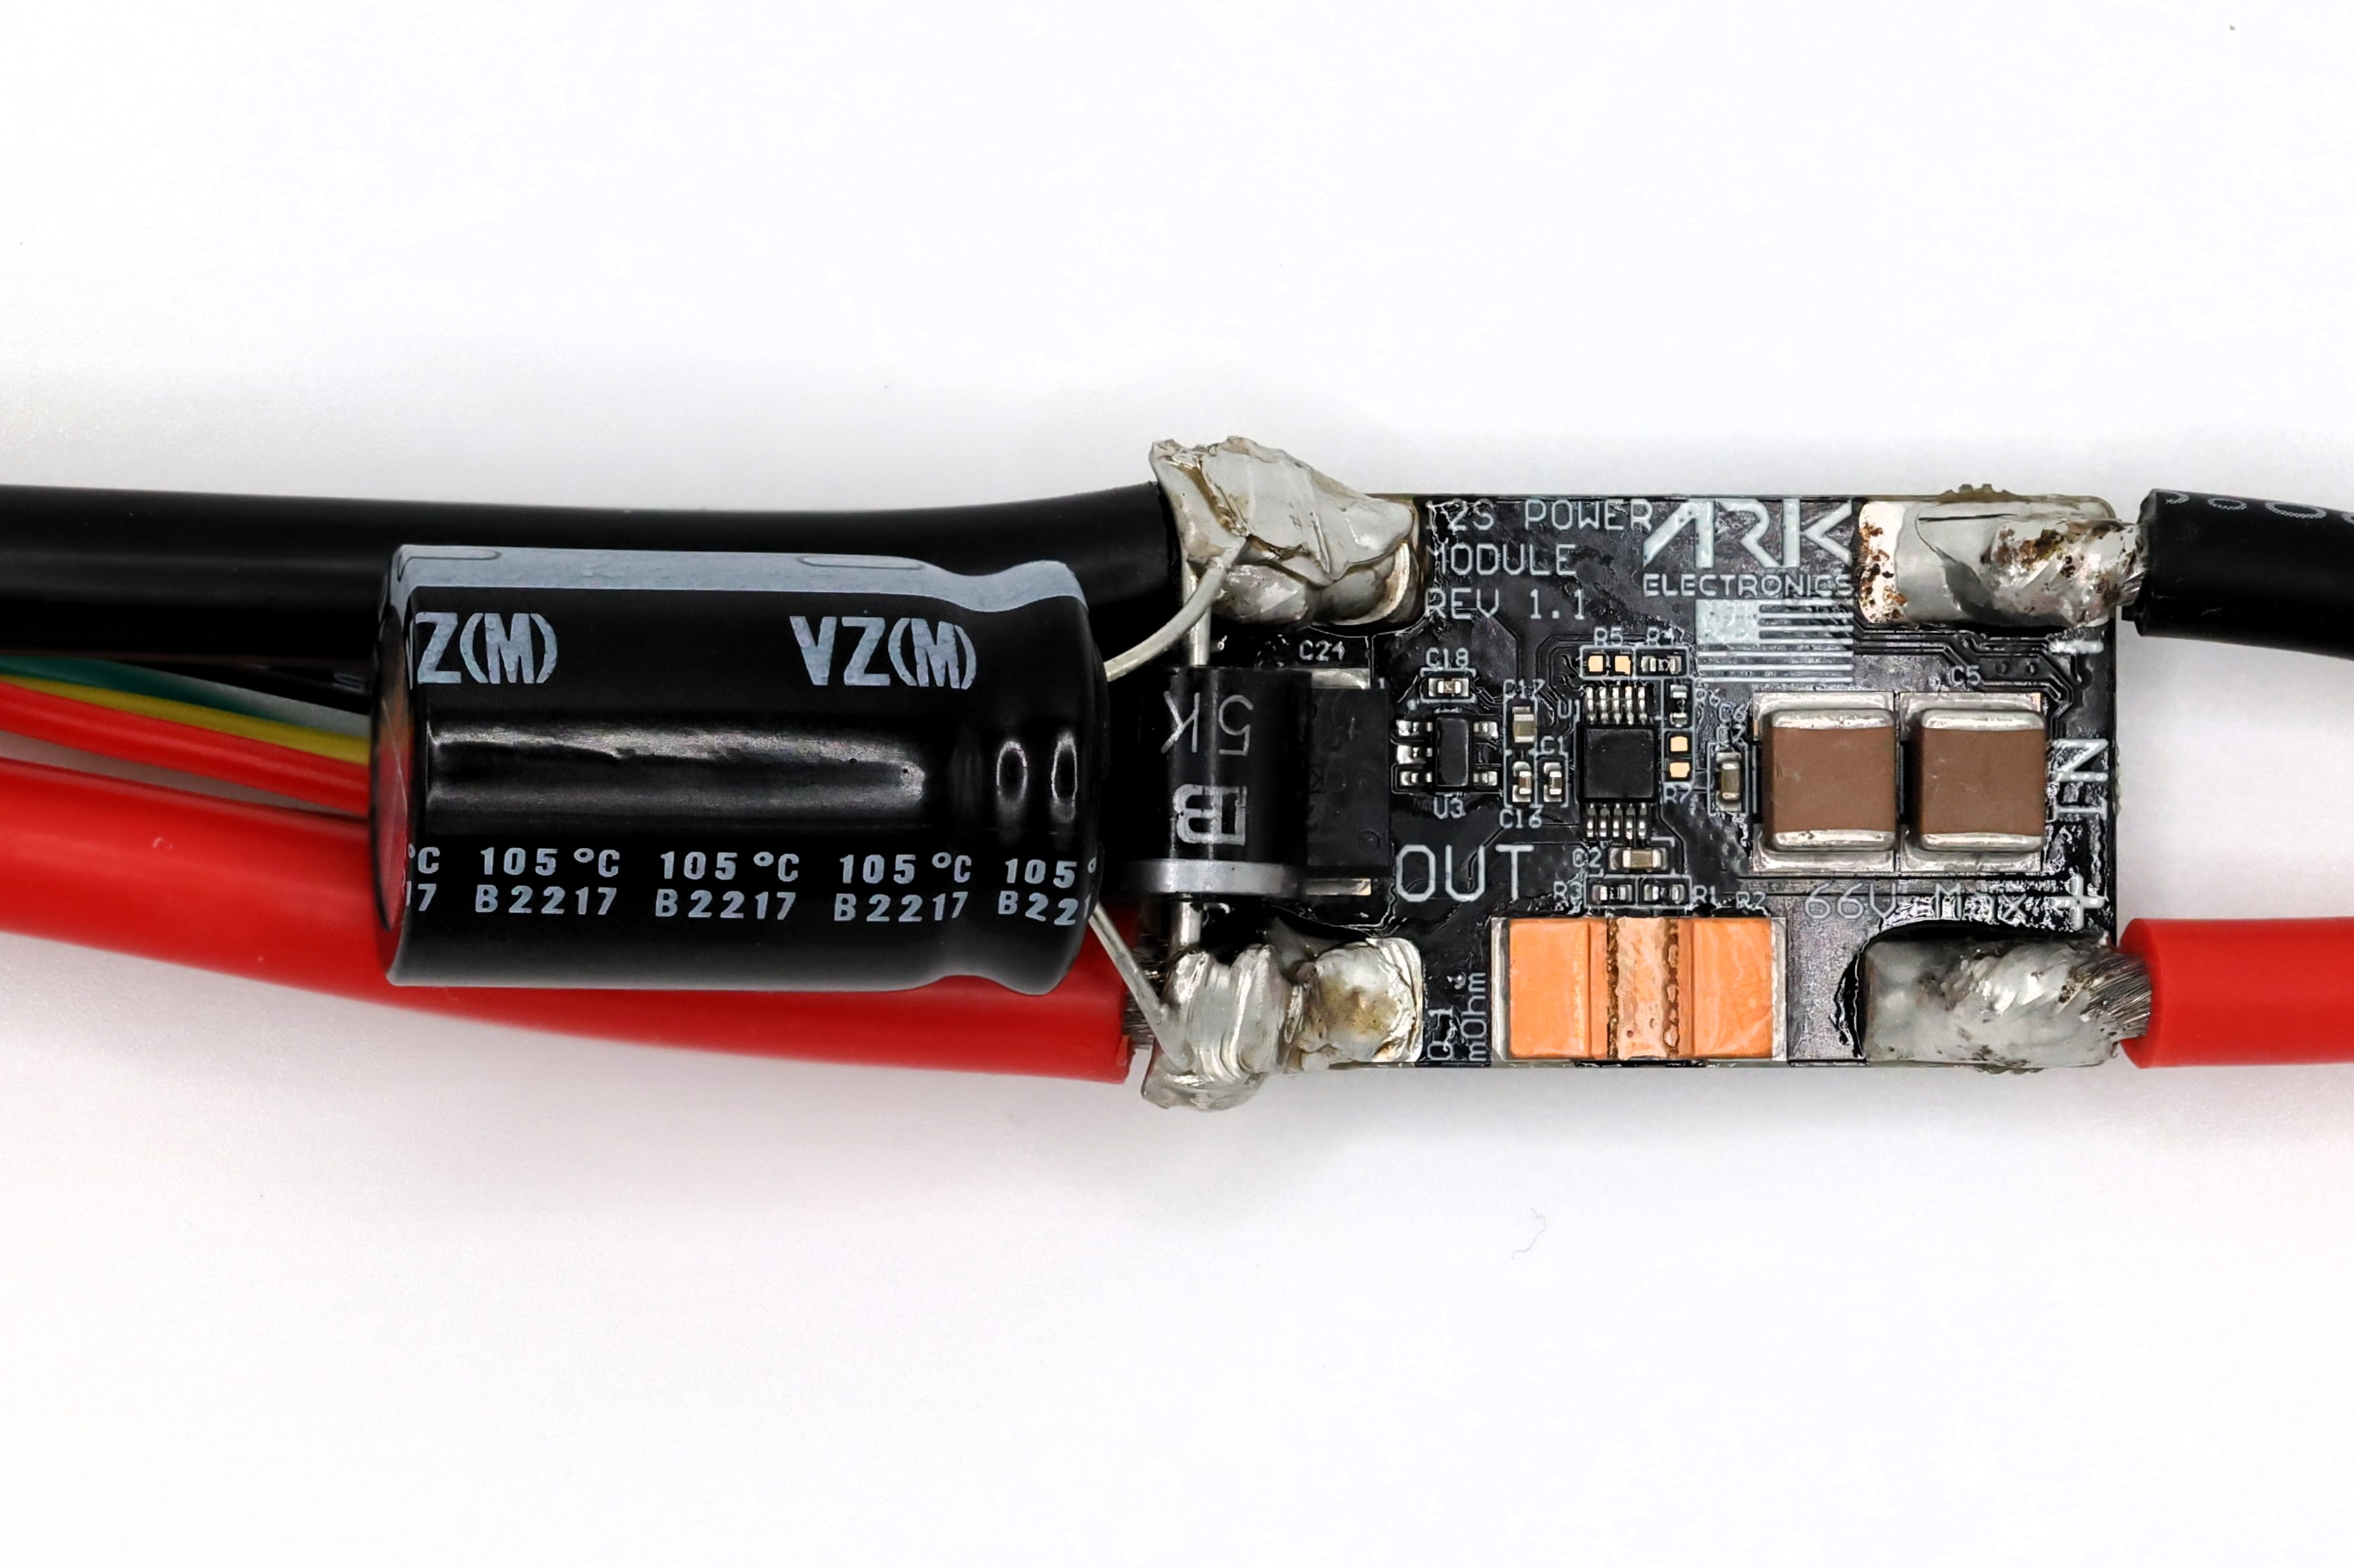 Z(M) VZ(M)
°C 105 °C 105 °C 105 °C 105 °
17 B2217 B2217 B2217 B221
5K
12S POWER
MODULE
REV 1.1
ARK
ELECTRONICS
C24
C18
R5 R4
C5
C17
U1
C1
U3
C16
R7
IN
OUT
C2
R3
R1 R2
66V Max
+
-
0.1
mOhm